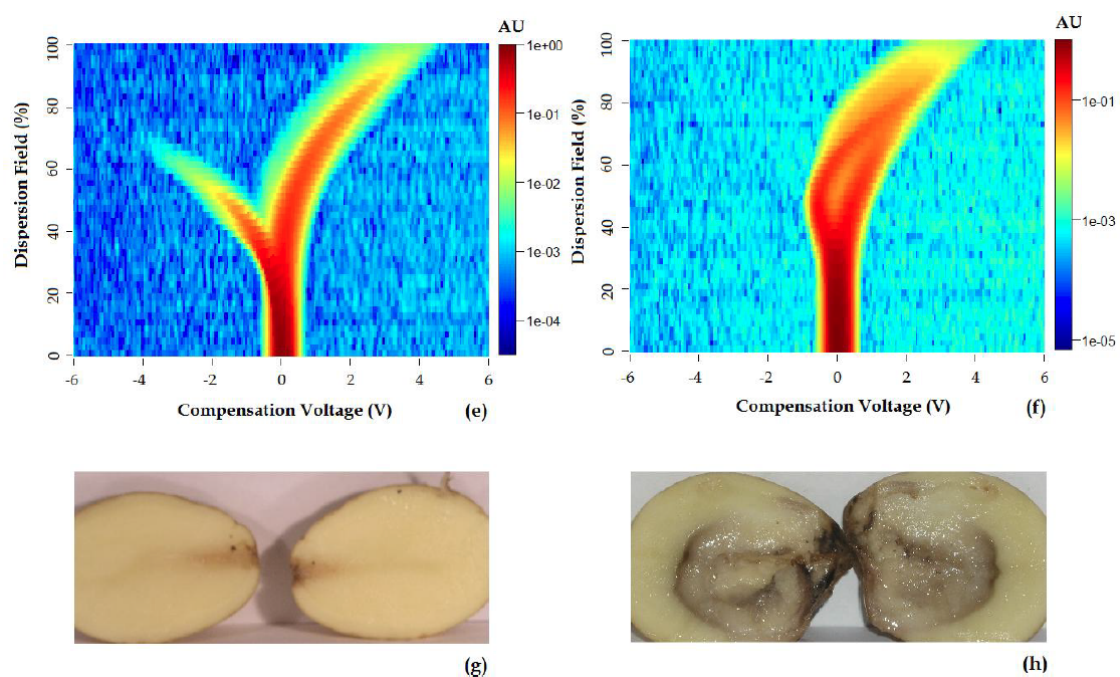 AU
1e+00
1e-01
1e-02
1e-03
1e-04
Dispersion Field (%)
100
80
60
40
20
0
-6 -4 -2 0 2 4 6
Compensation Voltage (V) (e)
AU
1e-01
1e-03
1e-05
Dispersion Field (%)
100
80
60
40
20
0
-6 -4 -2 0 2 4 6
Compensation Voltage (V) (f)
(g)
(h)